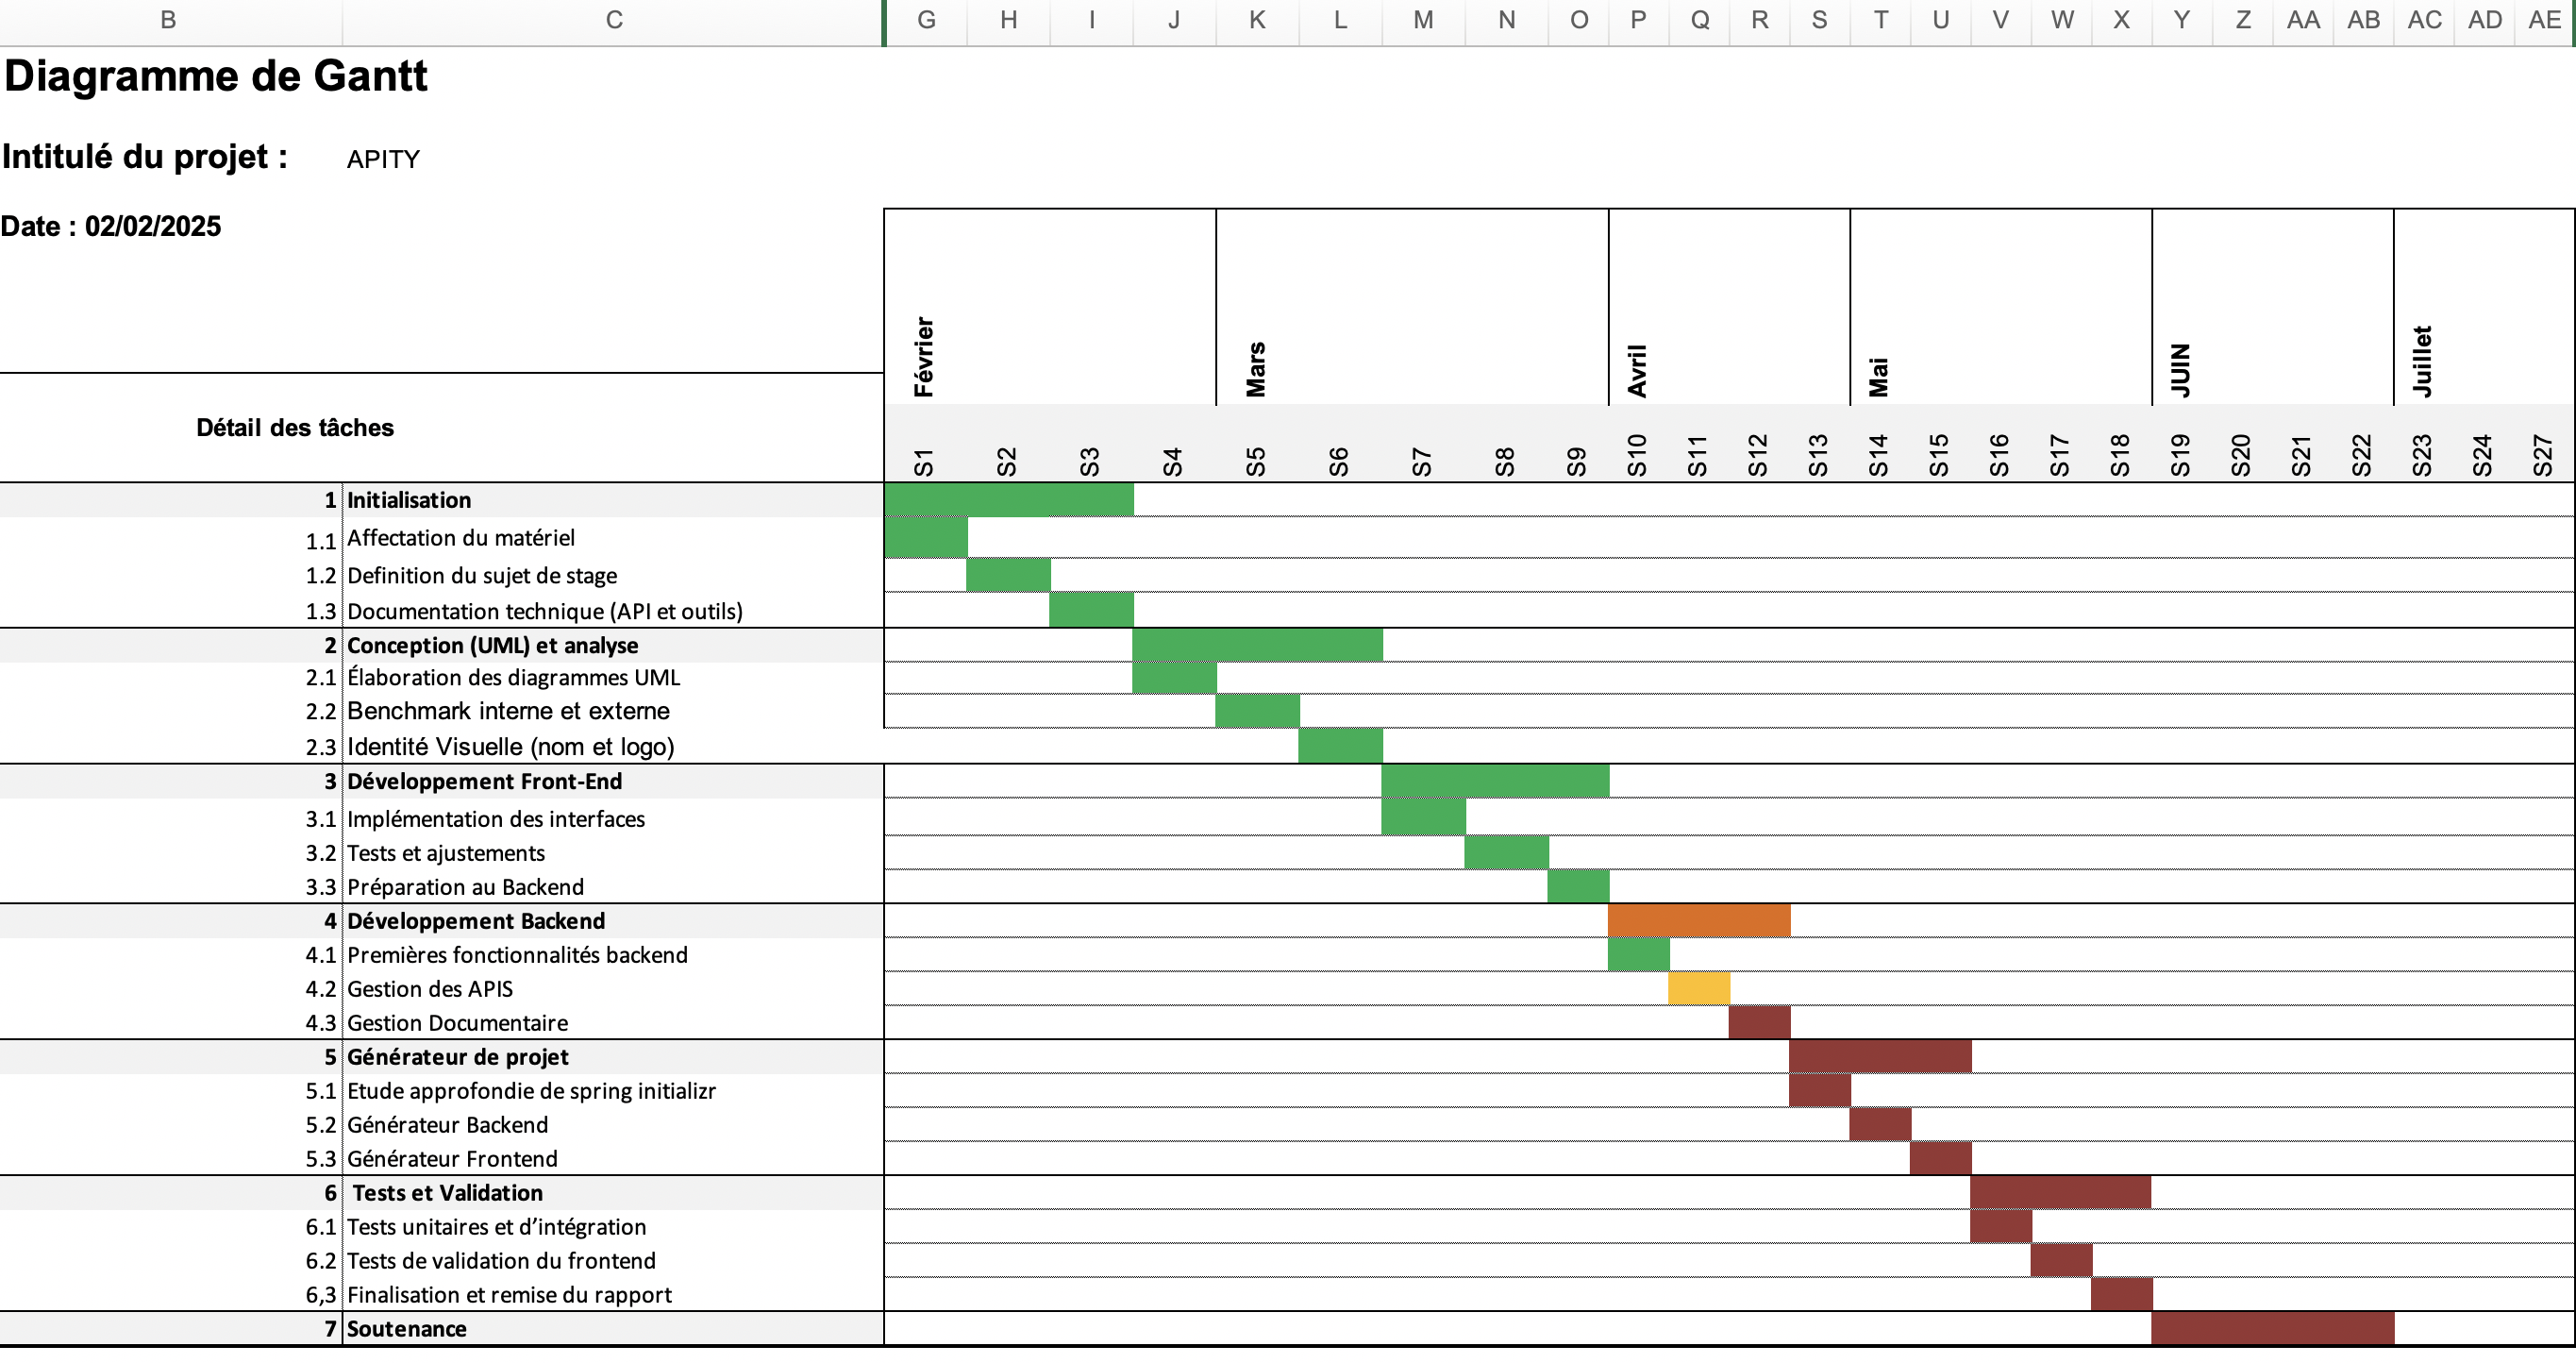 B C G H I J K L M N O P Q R S T U V W X Y Z AA AB AC AD AE
Diagramme de Gantt
Intitulé du projet : APITY
Date : 02/02/2025
Février Mars Avril Mai JUIN Juillet
Détail des tâches
S1 S2 S3 S4 S5 S6 S7 S8 S9 S10 S11 S12 S13 S14 S15 S16 S17 S18 S19 S20 S21 S22 S23 S24 S27
1 Initialisation
1.1 Affectation du matériel
1.2 Definition du sujet de stage
1.3 Documentation technique (API et outils)
2 Conception (UML) et analyse
2.1 Élaboration des diagrammes UML
2.2 Benchmark interne et externe
2.3 Identité Visuelle (nom et logo)
3 Développement Front-End
3.1 Implémentation des interfaces
3.2 Tests et ajustements
3.3 Préparation au Backend
4 Développement Backend
4.1 Premières fonctionnalités backend
4.2 Gestion des APIS
4.3 Gestion Documentaire
5 Générateur de projet
5.1 Etude approfondie de spring initializr
5.2 Générateur Backend
5.3 Générateur Frontend
6 Tests et Validation
6.1 Tests unitaires et d’intégration
6.2 Tests de validation du frontend
6,3 Finalisation et remise du rapport
7 Soutenance